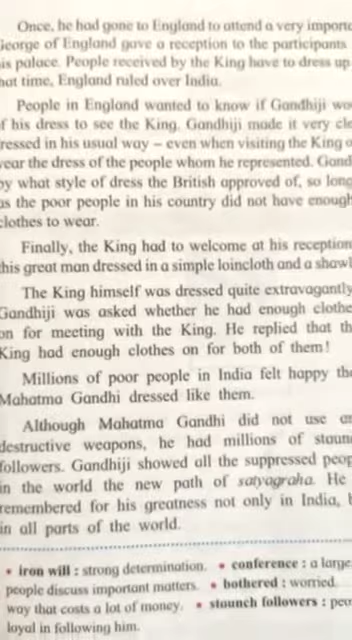 Once, he had gone to England to attend a very importa
George of England gave a reception to the participants
is palace. People received by the King have to dress up
hat time, England ruled over India.
People in England wanted to know if Gandhiji wo
f his dress to see the King. Gandhiji made it very cle
ressed in his usual way – even when visiting the King o
wear the dress of the people whom he represented. Gand
by what style of dress the British approved of, so long
as the poor people in his country did not have enough
clothes to wear.
Finally, the King had to welcome at his reception
this great man dressed in a simple loincloth and a shawl
The King himself was dressed quite extravagantly
Gandhiji was asked whether he had enough clothe
on for meeting with the King. He replied that th
King had enough clothes on for both of them!
Millions of poor people in India felt happy tha
Mahatma Gandhi dressed like them.
Although Mahatma Gandhi did not use an
destructive weapons, he had millions of staun
followers. Gandhiji showed all the suppressed peop
in the world the new path of satyagraha. He
remembered for his greatness not only in India, b
in all parts of the world.
• iron will : strong determination. • conference : a large
people discuss important matters. • bothered : worried.
way that costs a lot of money. • staunch followers : peo
loyal in following him.